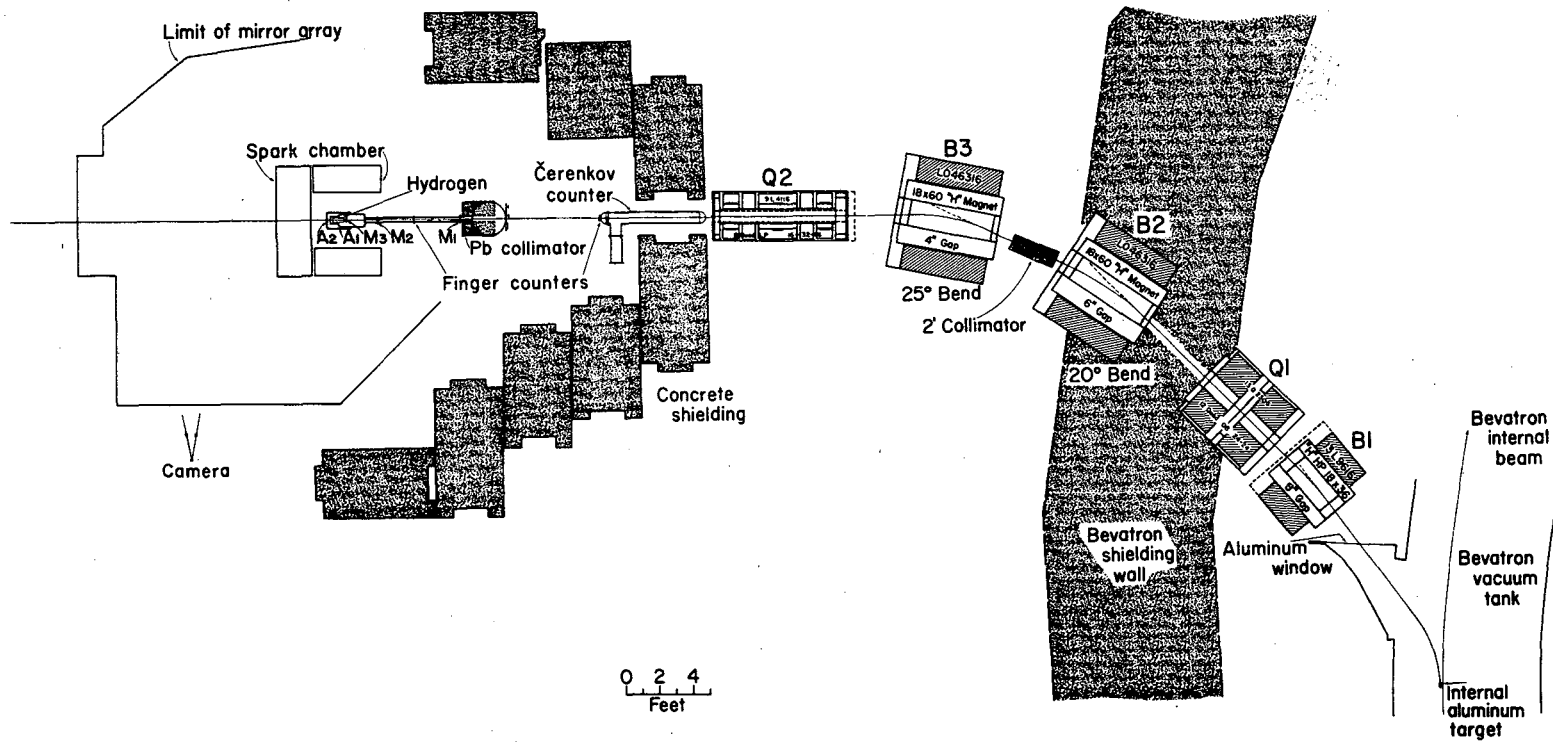 Limit of mirror array
Spark chamber
Hydrogen
A2 A1 M3 M2 M1
Pb collimator
Finger counters
Čerenkov
counter
Q2
B3
18x60 "H" Magnet
4" Gap
25° Bend
2' Collimator
B2
18x60 "H" Magnet
6" Gap
20° Bend
Q1
B1
6" Gap
Bevatron
internal
beam
Concrete
shielding
Camera
Bevatron
shielding
wall
Aluminum
window
Bevatron
vacuum
tank
0 2 4
Feet
Internal
aluminum
target